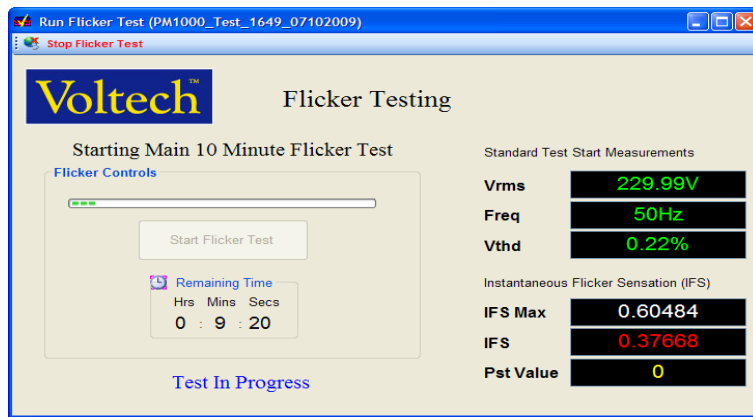 Run Flicker Test (PM1000_Test_1649_07102009)
Stop Flicker Test
Voltech™
Flicker Testing
Starting Main 10 Minute Flicker Test
Flicker Controls
Start Flicker Test
Remaining Time
Hrs Mins Secs
0 : 9 : 20
Test In Progress
Standard Test Start Measurements
Vrms 229.99V
Freq 50Hz
Vthd 0.22%
Instantaneous Flicker Sensation (IFS)
IFS Max 0.60484
IFS 0.37668
Pst Value 0